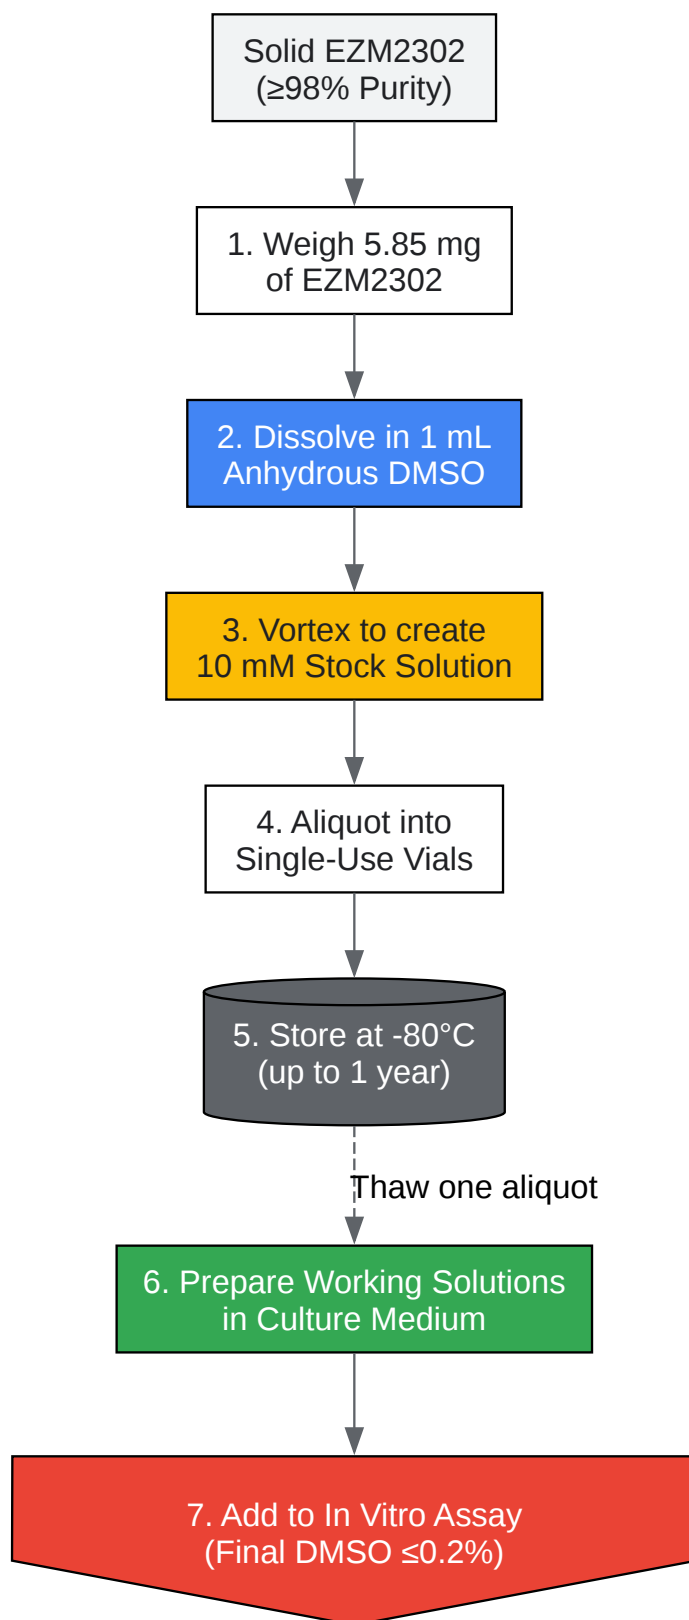 Solid EZM2302
(≥98% Purity)
1. Weigh 5.85 mg
of EZM2302
2. Dissolve in 1 mL
Anhydrous DMSO
3. Vortex to create
10 mM Stock Solution
4. Aliquot into
Single-Use Vials
5. Store at -80°C
(up to 1 year)
Thaw one aliquot
6. Prepare Working Solutions
in Culture Medium
7. Add to In Vitro Assay
(Final DMSO ≤0.2%)